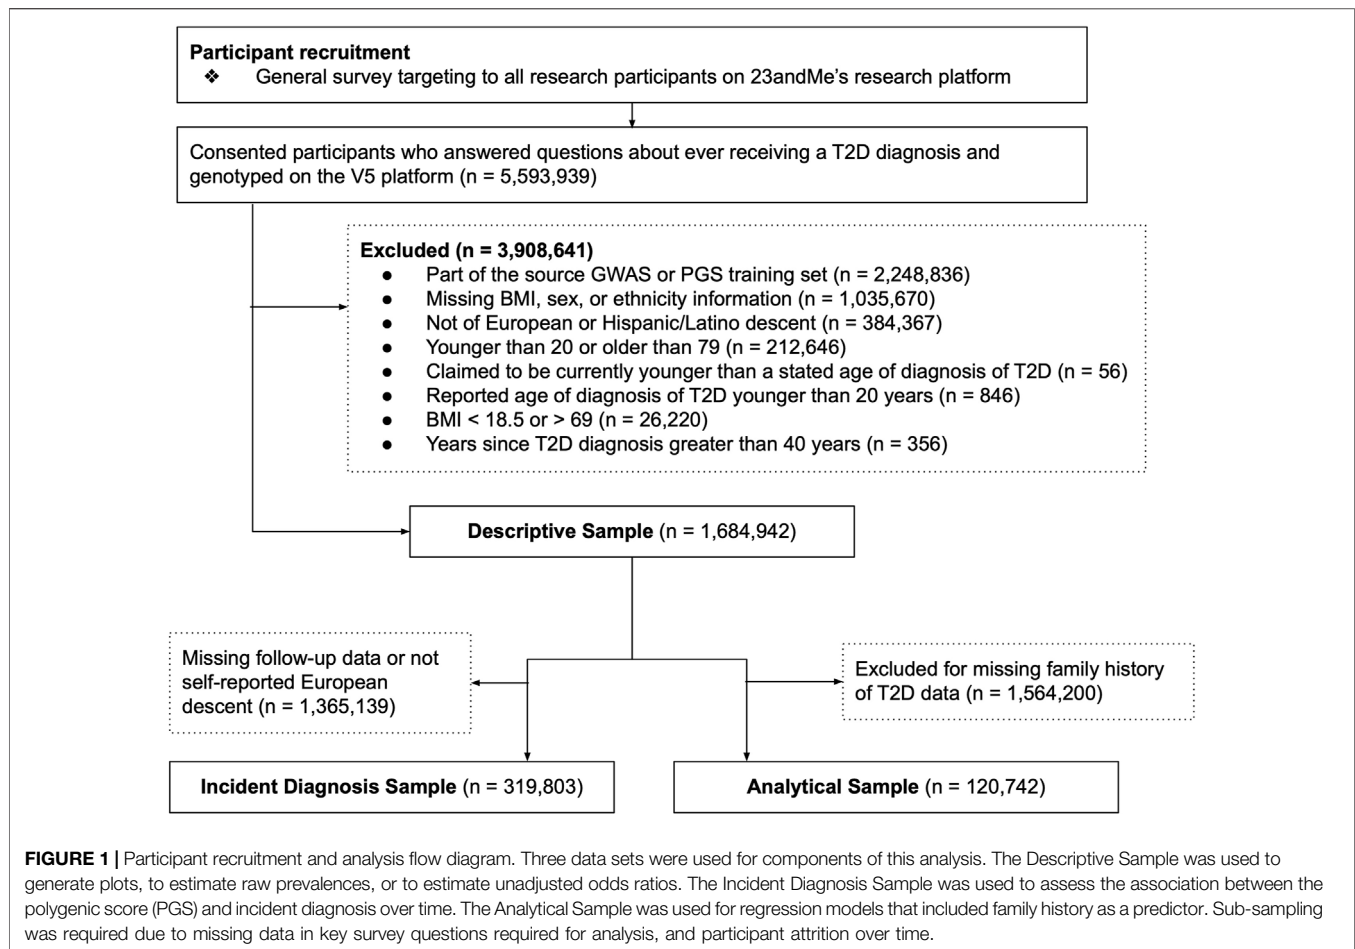 Participant recruitment
❖ General survey targeting to all research participants on 23andMe's research platform
Consented participants who answered questions about ever receiving a T2D diagnosis and
genotyped on the V5 platform (n = 5,593,939)
Excluded (n = 3,908,641)
● Part of the source GWAS or PGS training set (n = 2,248,836)
● Missing BMI, sex, or ethnicity information (n = 1,035,670)
● Not of European or Hispanic/Latino descent (n = 384,367)
● Younger than 20 or older than 79 (n = 212,646)
● Claimed to be currently younger than a stated age of diagnosis of T2D (n = 56)
● Reported age of diagnosis of T2D younger than 20 years (n = 846)
● BMI < 18.5 or > 69 (n = 26,220)
● Years since T2D diagnosis greater than 40 years (n = 356)
Descriptive Sample (n = 1,684,942)
Missing follow-up data or not
self-reported European
descent (n = 1,365,139)
Excluded for missing family history
of T2D data (n = 1,564,200)
Incident Diagnosis Sample (n = 319,803)
Analytical Sample (n = 120,742)
FIGURE 1 | Participant recruitment and analysis flow diagram. Three data sets were used for components of this analysis. The Descriptive Sample was used to
generate plots, to estimate raw prevalences, or to estimate unadjusted odds ratios. The Incident Diagnosis Sample was used to assess the association between the
polygenic score (PGS) and incident diagnosis over time. The Analytical Sample was used for regression models that included family history as a predictor. Sub-sampling
was required due to missing data in key survey questions required for analysis, and participant attrition over time.